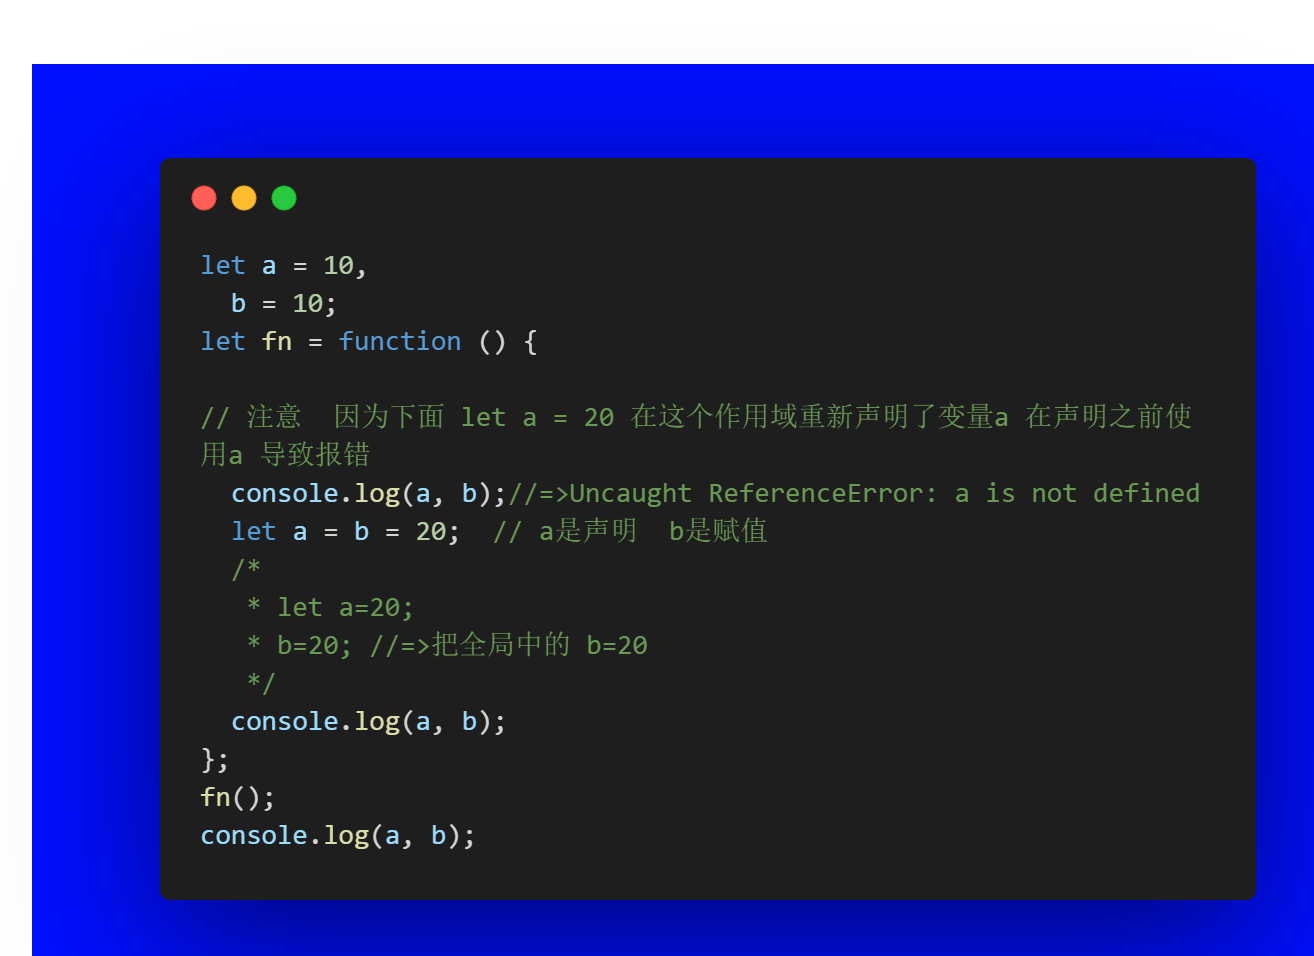 let a = 10,
  b = 10;
let fn = function () {
// 注意  因为下面 let a = 20 在这个作用域重新声明了变量a 在声明之前使
用a 导致报错
  console.log(a, b);//=>Uncaught ReferenceError: a is not defined
  let a = b = 20;  // a是声明  b是赋值
  /*
   * let a=20;
   * b=20; //=>把全局中的 b=20
   */
  console.log(a, b);
};
fn();
console.log(a, b);